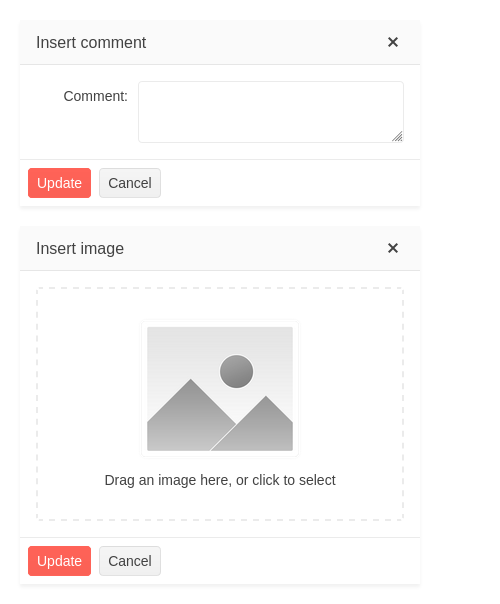 Insert comment
Comment:
Update Cancel
Insert image
Drag an image here, or click to select
Update Cancel